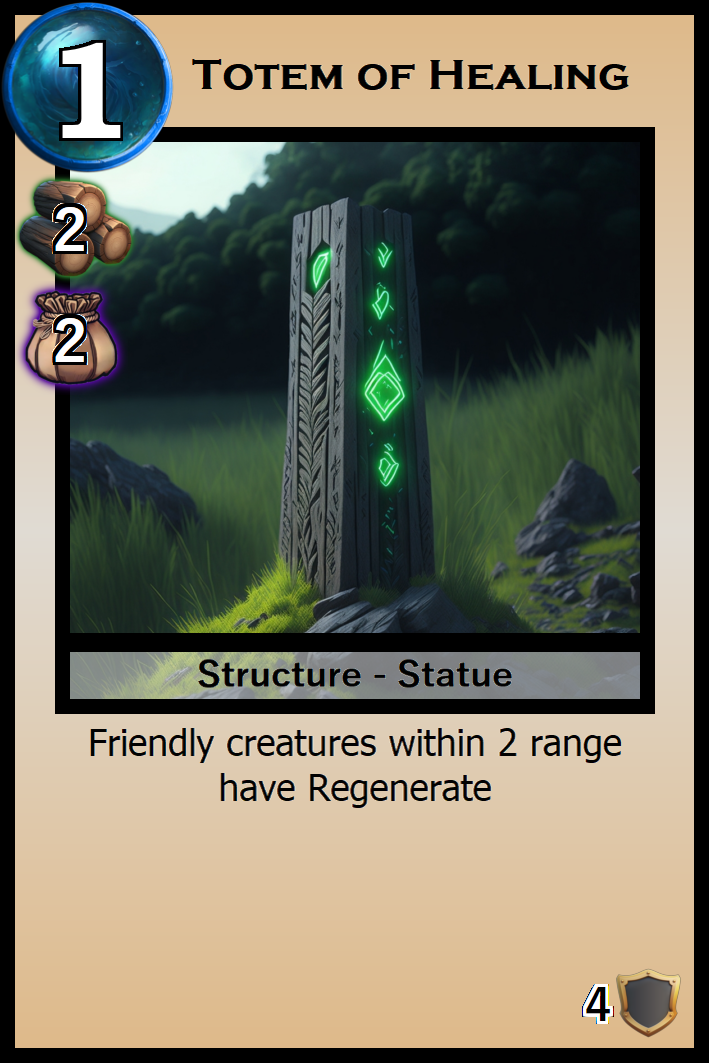 1
Totem of Healing
2
2
Structure - Statue
Friendly creatures within 2 range
have Regenerate
4